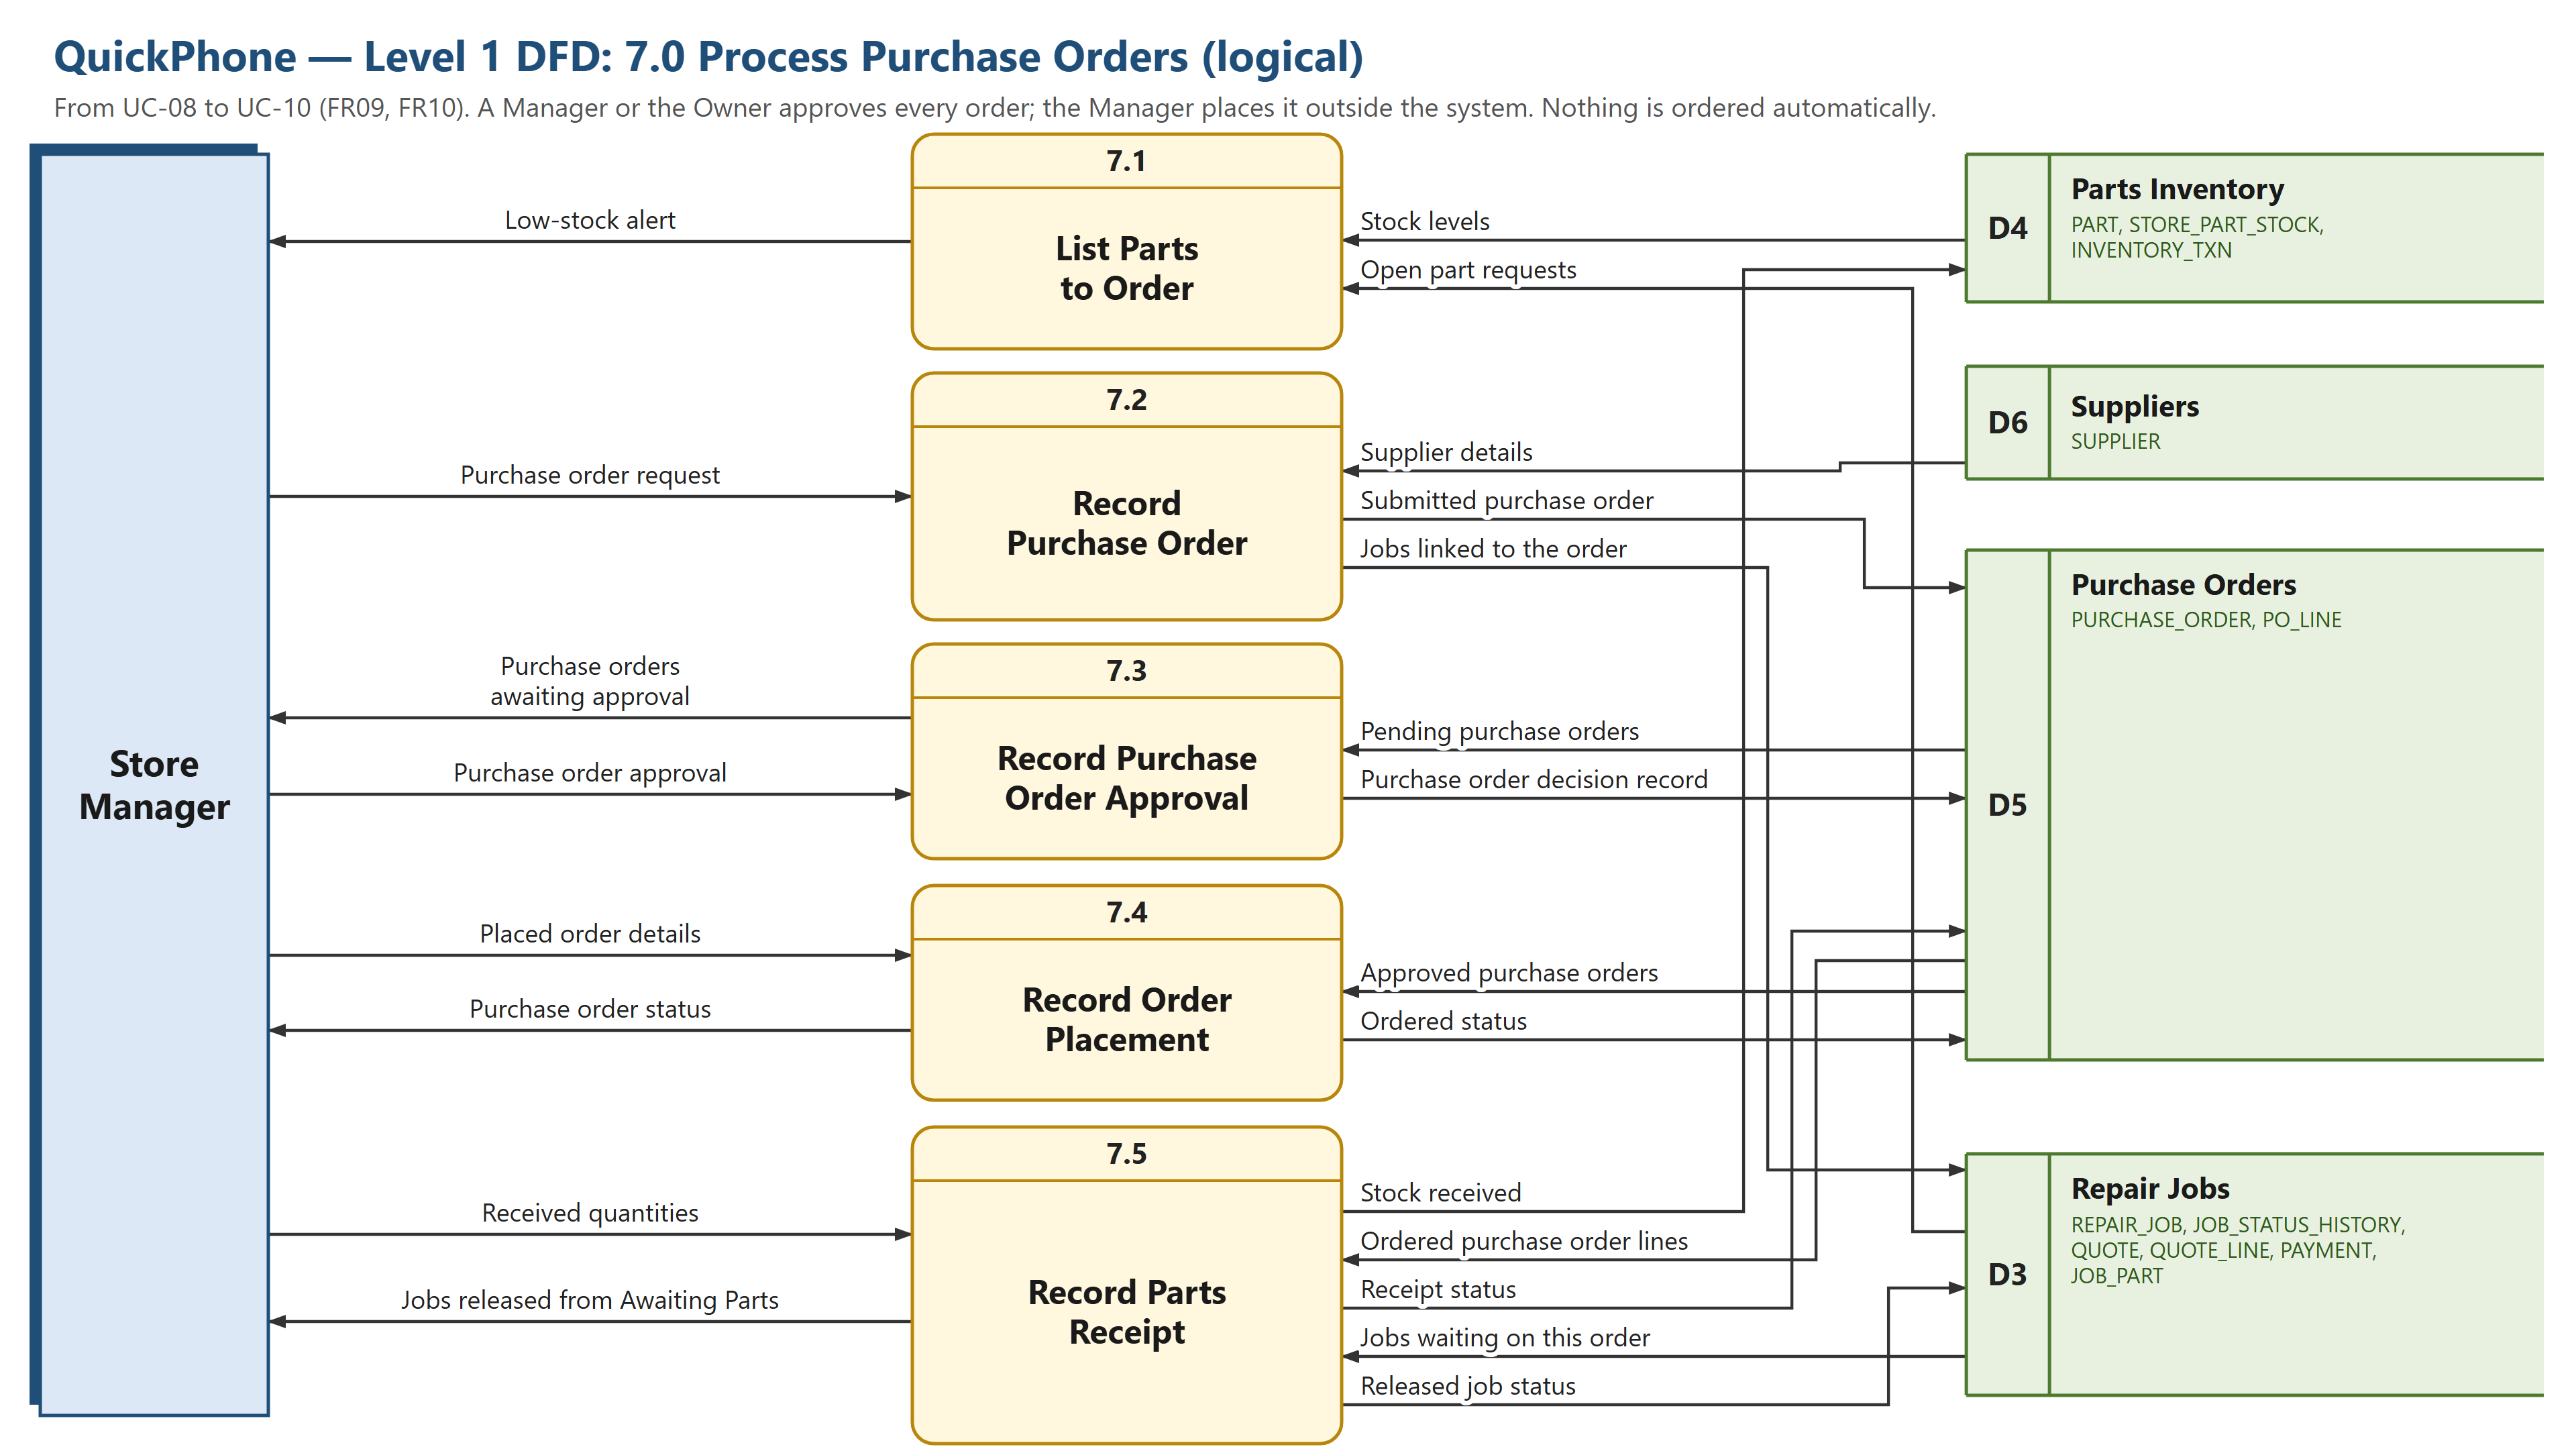 QuickPhone — Level 1 DFD: 7.0 Process Purchase Orders (logical)
From UC-08 to UC-10 (FR09, FR10). A Manager or the Owner approves every order; the Manager places it outside the system. Nothing is ordered automatically.
Store
Manager
Low-stock alert
Purchase order request
Purchase orders
awaiting approval
Purchase order approval
Placed order details
Purchase order status
Received quantities
Jobs released from Awaiting Parts
7.1
List Parts
to Order
7.2
Record
Purchase Order
7.3
Record Purchase
Order Approval
7.4
Record Order
Placement
7.5
Record Parts
Receipt
Stock levels
Open part requests
Supplier details
Submitted purchase order
Jobs linked to the order
Pending purchase orders
Purchase order decision record
Approved purchase orders
Ordered status
Stock received
Ordered purchase order lines
Receipt status
Jobs waiting on this order
Released job status
D4
Parts Inventory
PART, STORE_PART_STOCK,
INVENTORY_TXN
D6
Suppliers
SUPPLIER
D5
Purchase Orders
PURCHASE_ORDER, PO_LINE
D3
Repair Jobs
REPAIR_JOB, JOB_STATUS_HISTORY,
QUOTE, QUOTE_LINE, PAYMENT,
JOB_PART